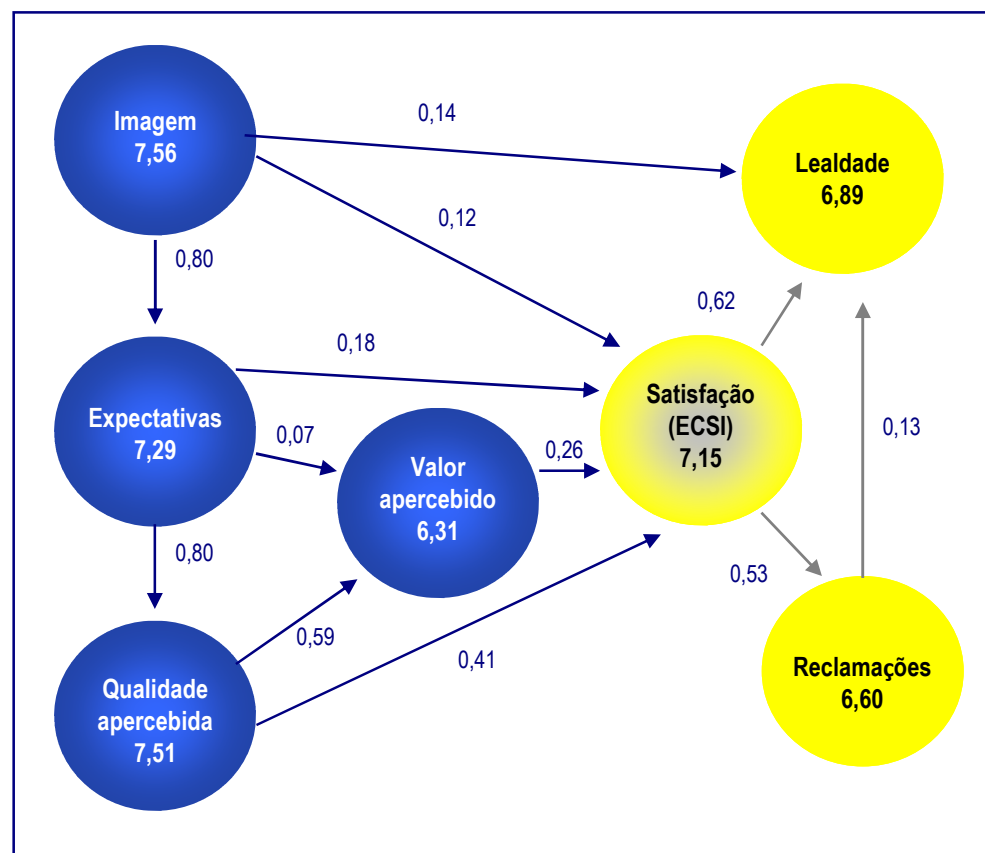 Imagem
7,56
0,14
Lealdade
6,89
0,12
0,80
0,62
0,18
Expectativas
7,29
0,07
Valor
apercebido
6,31
0,26
Satisfação
(ECSI)
7,15
0,13
0,80
0,53
0,59
0,41
Qualidade
apercebida
7,51
Reclamações
6,60